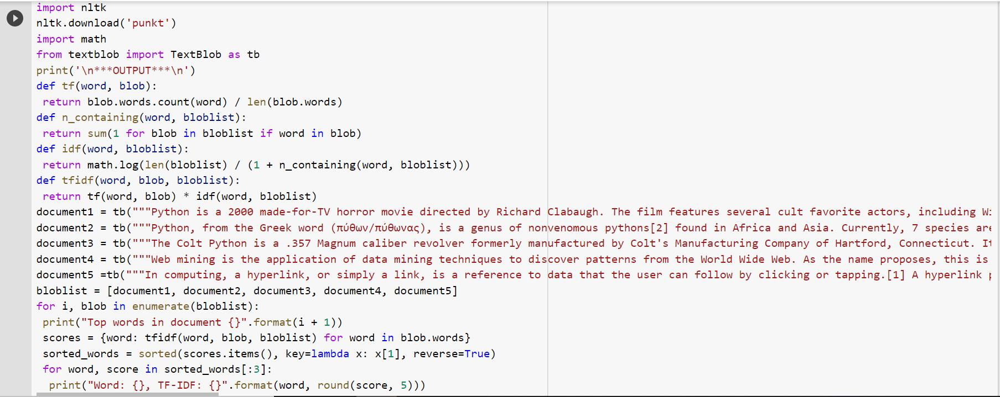 import nltk
nltk.download('punkt')
import math
from textblob import TextBlob as tb
print('\n***OUTPUT***\n')
def tf(word, blob):
 return blob.words.count(word) / len(blob.words)
def n_containing(word, bloblist):
 return sum(1 for blob in bloblist if word in blob)
def idf(word, bloblist):
 return math.log(len(bloblist) / (1 + n_containing(word, bloblist)))
def tfidf(word, blob, bloblist):
 return tf(word, blob) * idf(word, bloblist)
document1 = tb("""Python is a 2000 made-for-TV horror movie directed by Richard Clabaugh. The film features several cult favorite actors, including
document2 = tb("""Python, from the Greek word (πύθων/πύθωνας), is a genus of nonvenomous pythons[2] found in Africa and Asia. Currently, 7 species are
document3 = tb("""The Colt Python is a .357 Magnum caliber revolver formerly manufactured by Colt's Manufacturing Company of Hartford, Connecticut. It
document4 = tb("""Web mining is the application of data mining techniques to discover patterns from the World Wide Web. As the name proposes, this is
document5 =tb("""In computing, a hyperlink, or simply a link, is a reference to data that the user can follow by clicking or tapping.[1] A hyperlink
bloblist = [document1, document2, document3, document4, document5]
for i, blob in enumerate(bloblist):
 print("Top words in document {}".format(i + 1))
 scores = {word: tfidf(word, blob, bloblist) for word in blob.words}
 sorted_words = sorted(scores.items(), key=lambda x: x[1], reverse=True)
 for word, score in sorted_words[:3]:
  print("Word: {}, TF-IDF: {}".format(word, round(score, 5)))